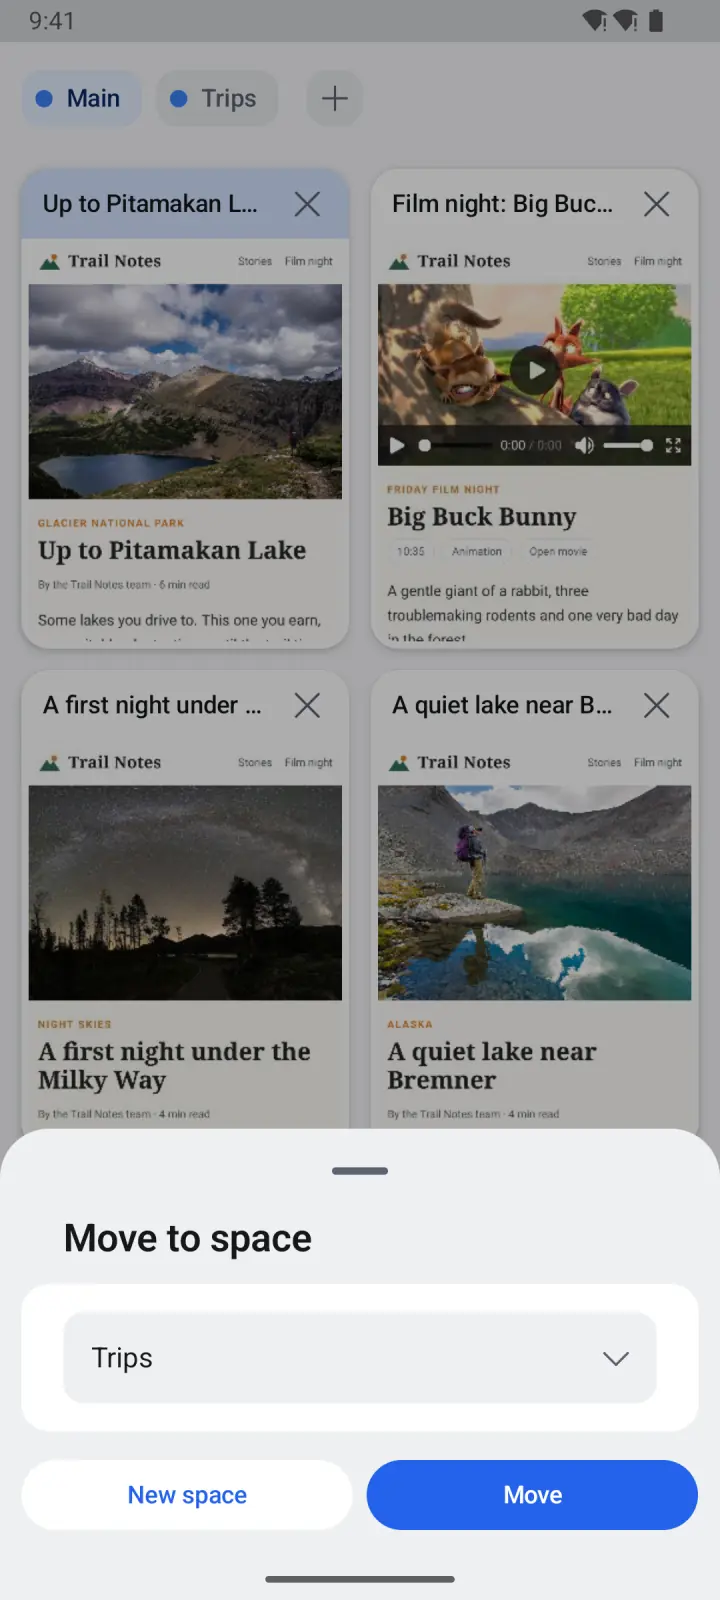 9:41
Main
Trips
Up to Pitamakan L...
Film night: Big Buc...
Trail Notes
Stories
Film night
Trail Notes
Stories
Film night
0:00 / 0:00
GLACIER NATIONAL PARK
Up to Pitamakan Lake
By the Trail Notes team · 6 min read
Some lakes you drive to. This one you earn,
FRIDAY FILM NIGHT
Big Buck Bunny
10:35
Animation
Open movie
A gentle giant of a rabbit, three
troublemaking rodents and one very bad day
in the forest
A first night under ...
A quiet lake near B...
Trail Notes
Stories
Film night
Trail Notes
Stories
Film night
NIGHT SKIES
A first night under the
Milky Way
By the Trail Notes team · 4 min read
ALASKA
A quiet lake near
Bremner
By the Trail Notes team · 4 min read
Move to space
Trips
New space
Move